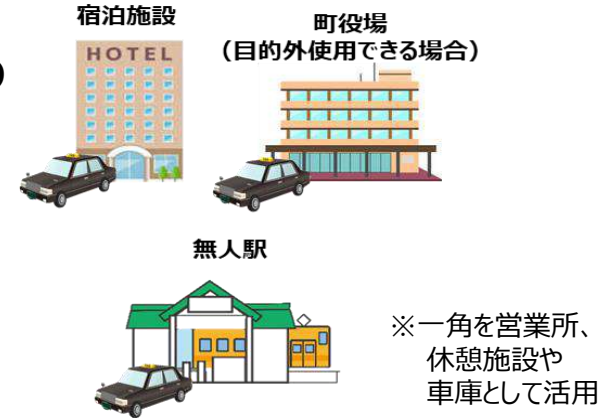 宿泊施設
HOTEL
町役場
（目的外使用できる場合）
無人駅
※一角を営業所、
休憩施設や
車庫として活用